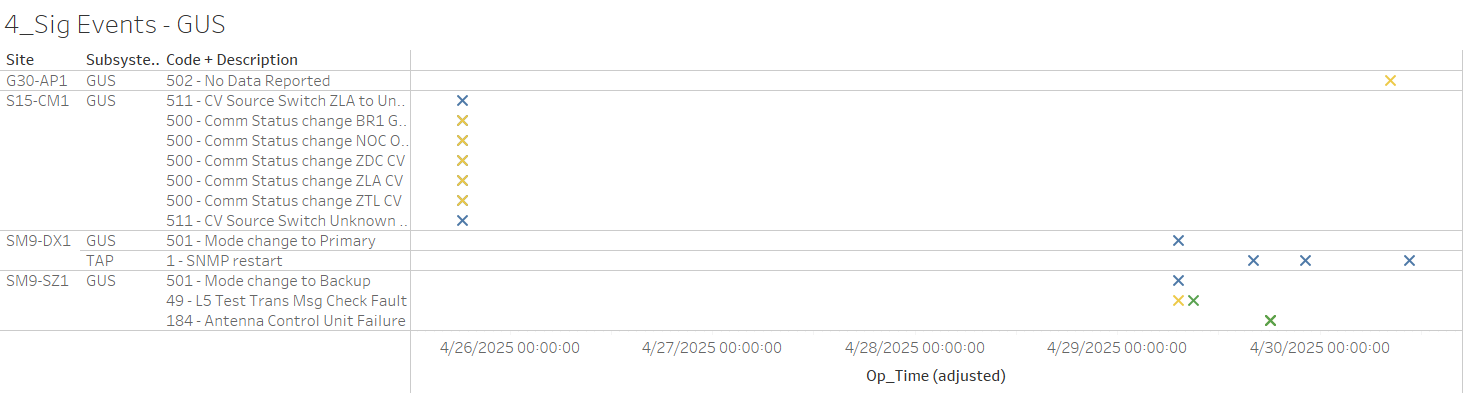 4_Sig Events - GUS
Site Subsyste.. Code + Description
G30-AP1 GUS 502 - No Data Reported
S15-CM1 GUS 511 - CV Source Switch ZLA to Un..
500 - Comm Status change BR1 G..
500 - Comm Status change NOC O..
500 - Comm Status change ZDC CV
500 - Comm Status change ZLA CV
500 - Comm Status change ZTL CV
511 - CV Source Switch Unknown ..
SM9-DX1 GUS 501 - Mode change to Primary
TAP 1 - SNMP restart
SM9-SZ1 GUS 501 - Mode change to Backup
49 - L5 Test Trans Msg Check Fault
184 - Antenna Control Unit Failure
4/26/2025 00:00:00 4/27/2025 00:00:00 4/28/2025 00:00:00 4/29/2025 00:00:00 4/30/2025 00:00:00
Op_Time (adjusted)